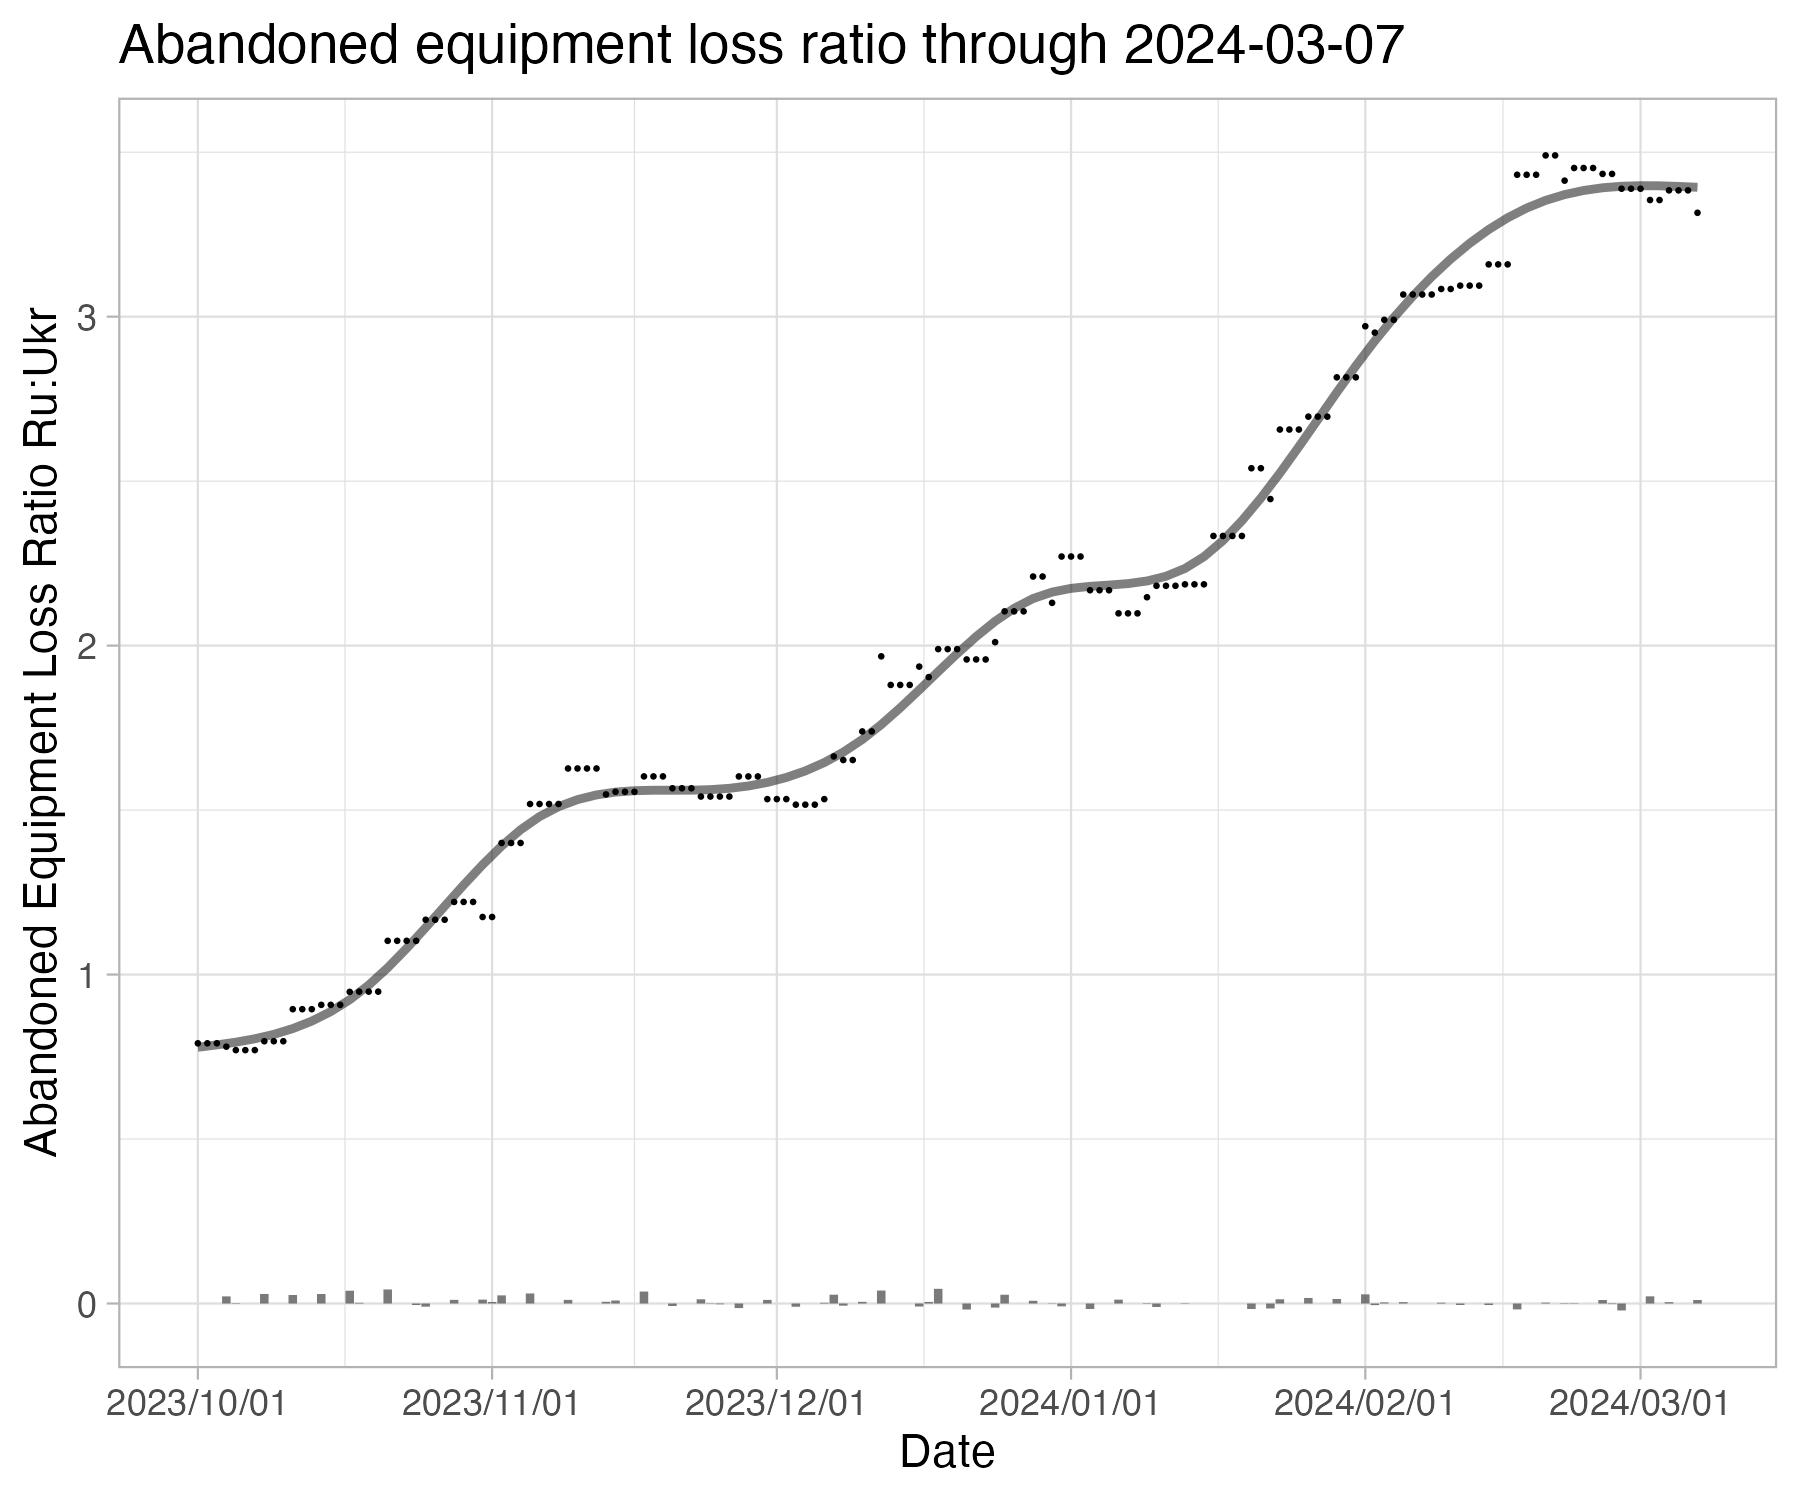 Abandoned equipment loss ratio through 2024-03-07
Abandoned Equipment Loss Ratio Ru:Ukr
3
2
1
0
2023/10/01 2023/11/01 2023/12/01 2024/01/01 2024/02/01 2024/03/01
Date